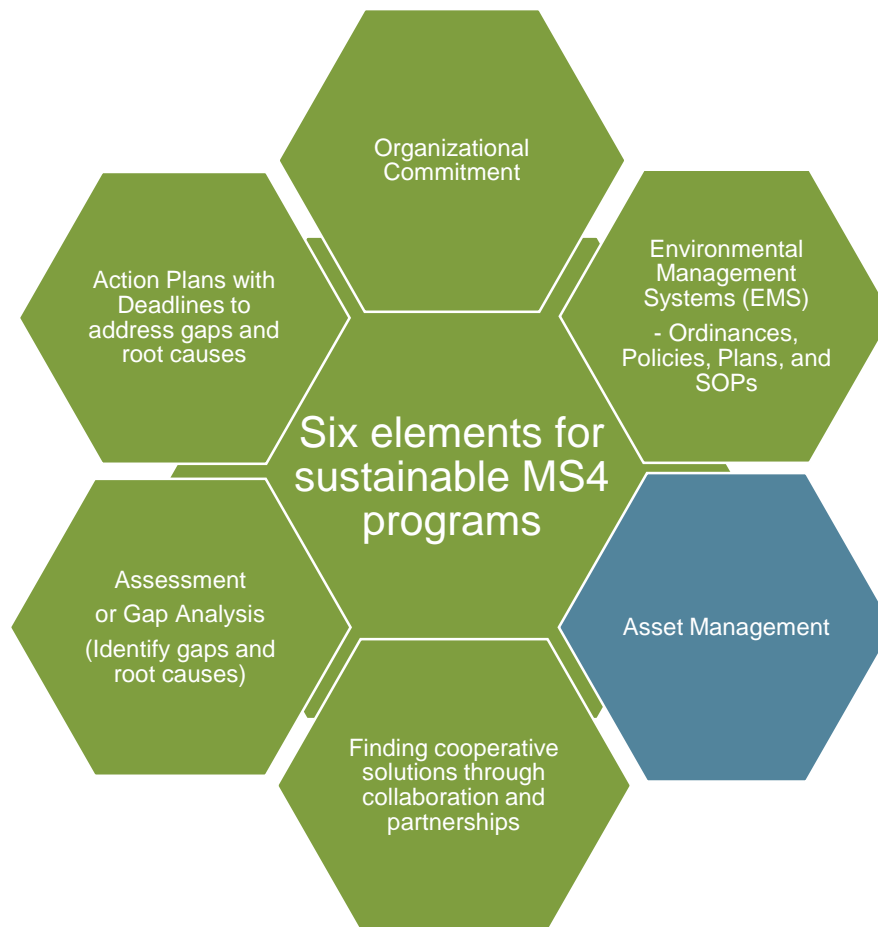 Organizational
Commitment
Environmental
Management
Systems (EMS)
- Ordinances,
Policies, Plans, and
SOPs
Action Plans with
Deadlines to
address gaps and
root causes
Six elements for
sustainable MS4
programs
Asset Management
Assessment
or Gap Analysis
(Identify gaps and
root causes)
Finding cooperative
solutions through
collaboration and
partnerships